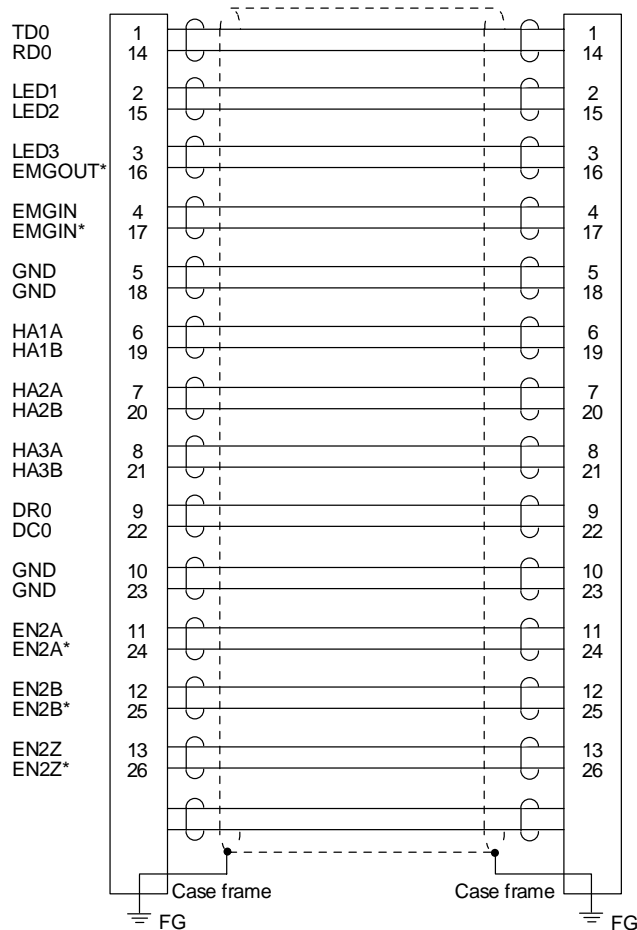 TD0 1 1
RD0 14 14
LED1 2 2
LED2 15 15
LED3 3 3
EMGOUT* 16 16
EMGIN 4 4
EMGIN* 17 17
GND 5 5
GND 18 18
HA1A 6 6
HA1B 19 19
HA2A 7 7
HA2B 20 20
HA3A 8 8
HA3B 21 21
DR0 9 9
DC0 22 22
GND 10 10
GND 23 23
EN2A 11 11
EN2A* 24 24
EN2B 12 12
EN2B* 25 25
EN2Z 13 13
EN2Z* 26 26
Case frame Case frame
FG FG